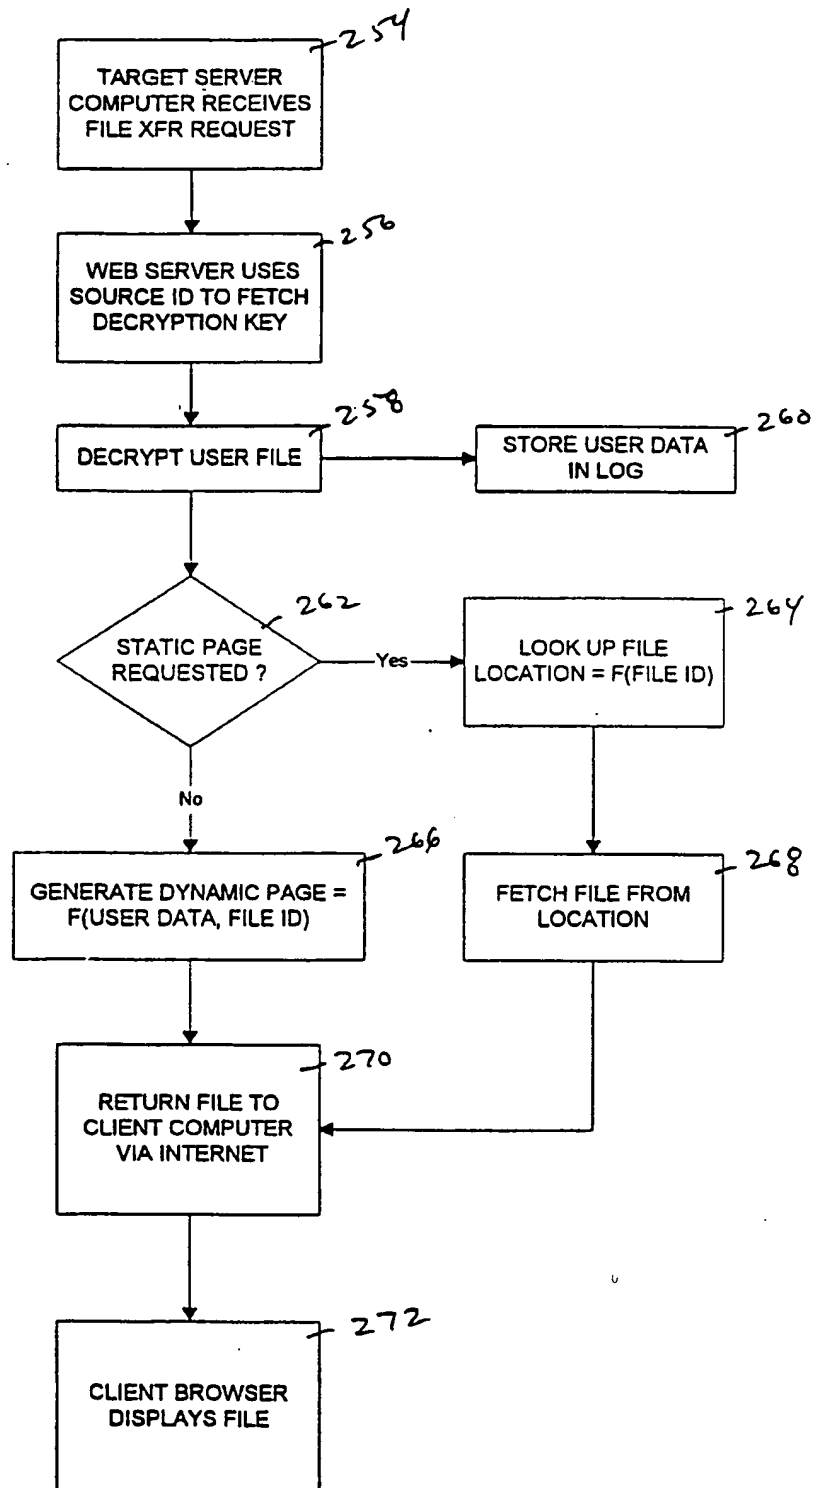 254
TARGET SERVER
COMPUTER RECEIVES
FILE XFR REQUEST
256
WEB SERVER USES
SOURCE ID TO FETCH
DECRYPTION KEY
258
DECRYPT USER FILE
260
STORE USER DATA
IN LOG
262
STATIC PAGE
REQUESTED ?
Yes
264
LOOK UP FILE
LOCATION = F(FILE ID)
No
266
GENERATE DYNAMIC PAGE =
F(USER DATA, FILE ID)
268
FETCH FILE FROM
LOCATION
270
RETURN FILE TO
CLIENT COMPUTER
VIA INTERNET
272
CLIENT BROWSER
DISPLAYS FILE